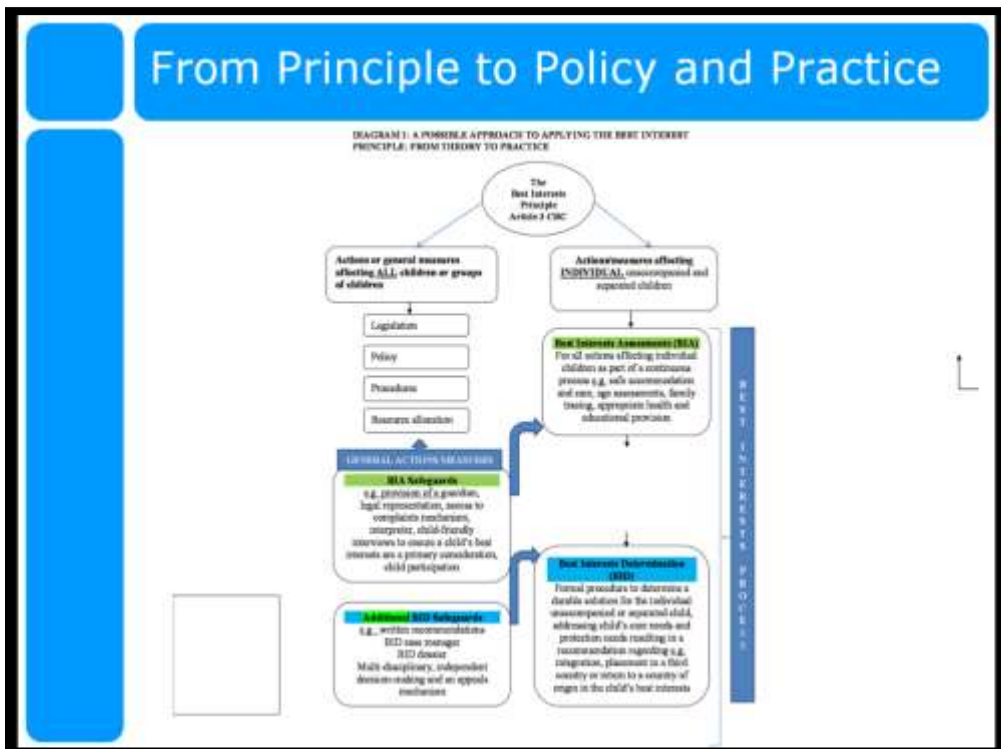 From Principle to Policy and Practice
DIAGRAM 1: A POSSIBLE APPROACH TO APPLYING THE BEST INTEREST
PRINCIPLE: FROM THEORY TO PRACTICE
The
Best Interests
Principle
Article 3 CRC
Actions or general measures
affecting ALL children or groups
of children
Legislation
Policy
Procedures
Resource allocation
GENERAL ACTIONS/MEASURES
BIA Safeguards
e.g. provision of a guardian,
legal representation, access to
complaints mechanism,
interpreter, child-friendly
interviews to ensure a child's best
interests are a primary consideration,
child participation
Additional BID Safeguards
e.g. written recommendations
BID case manager
BID dossier
Multi-disciplinary, independent
decision-making and an appeals
mechanism
Actions/measures affecting
INDIVIDUAL unaccompanied and
separated children
Best Interests Assessments (BIA)
For all actions affecting individual
children as part of a continuous
process e.g. safe accommodation
and care, age assessments, family
tracing, appropriate health and
educational provision
Best Interests Determination
(BID)
Formal procedure to determine a
durable solution for the individual
unaccompanied or separated child,
addressing child's care needs and
protection needs resulting in a
recommendation regarding e.g.
integration, placement in a third
country or return to a country of
origin in the child's best interests
BEST INTERESTS PROCESS